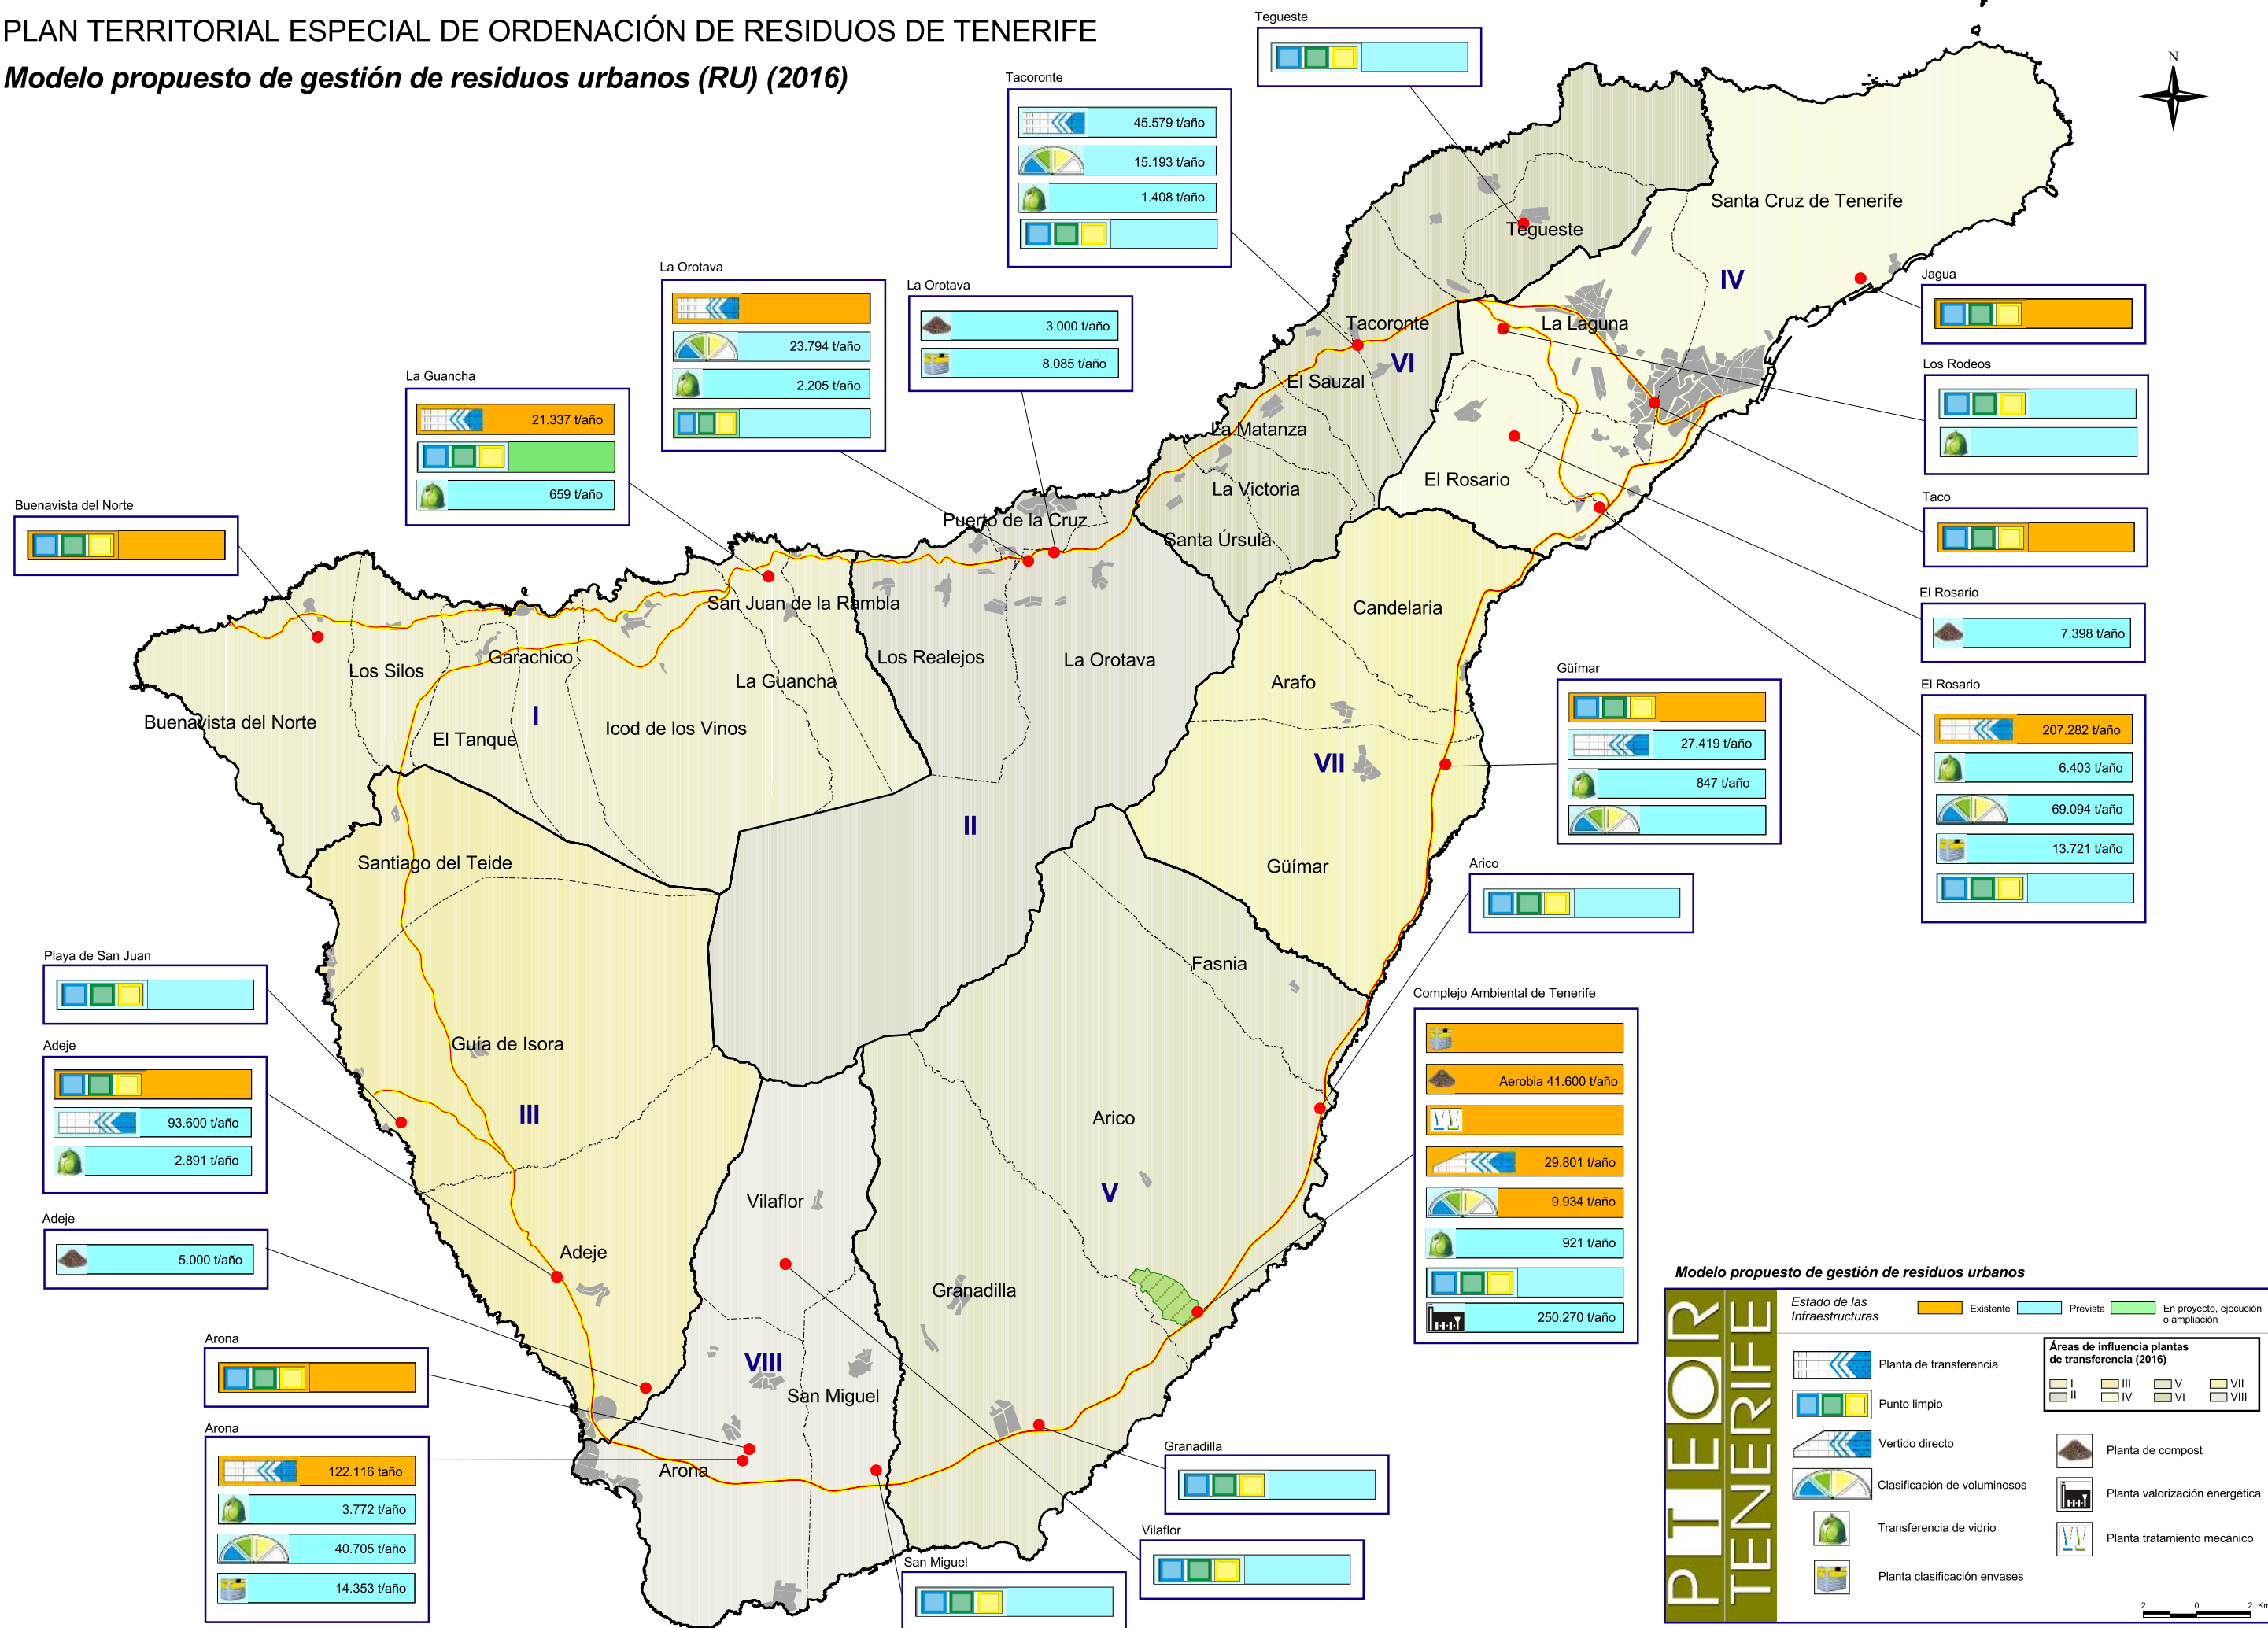 PLAN TERRITORIAL ESPECIAL DE ORDENACIÓN DE RESIDUOS DE TENERIFE
Modelo propuesto de gestión de residuos urbanos (RU) (2016)
Tegueste
Tacoronte
45.579 t/año
15.193 t/año
1.408 t/año
La Orotava
23.794 t/año
2.205 t/año
La Orotava
3.000 t/año
8.085 t/año
La Guancha
21.337 t/año
659 t/año
Buenavista del Norte
N
Jagua
Los Rodeos
Taco
El Rosario
7.398 t/año
El Rosario
207.282 t/año
6.403 t/año
69.094 t/año
13.721 t/año
Güímar
27.419 t/año
847 t/año
Arico
Complejo Ambiental de Tenerife
Aerobia 41.600 t/año
29.801 t/año
9.934 t/año
921 t/año
250.270 t/año
Playa de San Juan
Adeje
93.600 t/año
2.891 t/año
Adeje
5.000 t/año
Arona
Arona
122.116 taño
3.772 t/año
40.705 t/año
14.353 t/año
Granadilla
Vilaflor
San Miguel
Santa Cruz de Tenerife
Tegueste
IV
La Laguna
Tacoronte
VI
El Sauzal
La Matanza
El Rosario
La Victoria
Puerto de la Cruz
Santa Úrsula
San Juan de la Rambla
Candelaria
Garachico
Los Silos
Los Realejos
La Orotava
La Guancha
Arafo
Buenavista del Norte
I
El Tanque
Icod de los Vinos
VII
II
Santiago del Teide
Güímar
Fasnia
Guía de Isora
III
Arico
V
Vilaflor
Adeje
Granadilla
VIII
San Miguel
Arona
Modelo propuesto de gestión de residuos urbanos
PTEOR
TENERIFE
Estado de las
Infraestructuras
Existente
Prevista
En proyecto, ejecución
o ampliación
Planta de transferencia
Punto limpio
Vertido directo
Clasificación de voluminosos
Transferencia de vidrio
Planta clasificación envases
Áreas de influencia plantas
de transferencia (2016)
I III V VII
II IV VI VIII
Planta de compost
Planta valorización energética
Planta tratamiento mecánico
2 0 2 Km